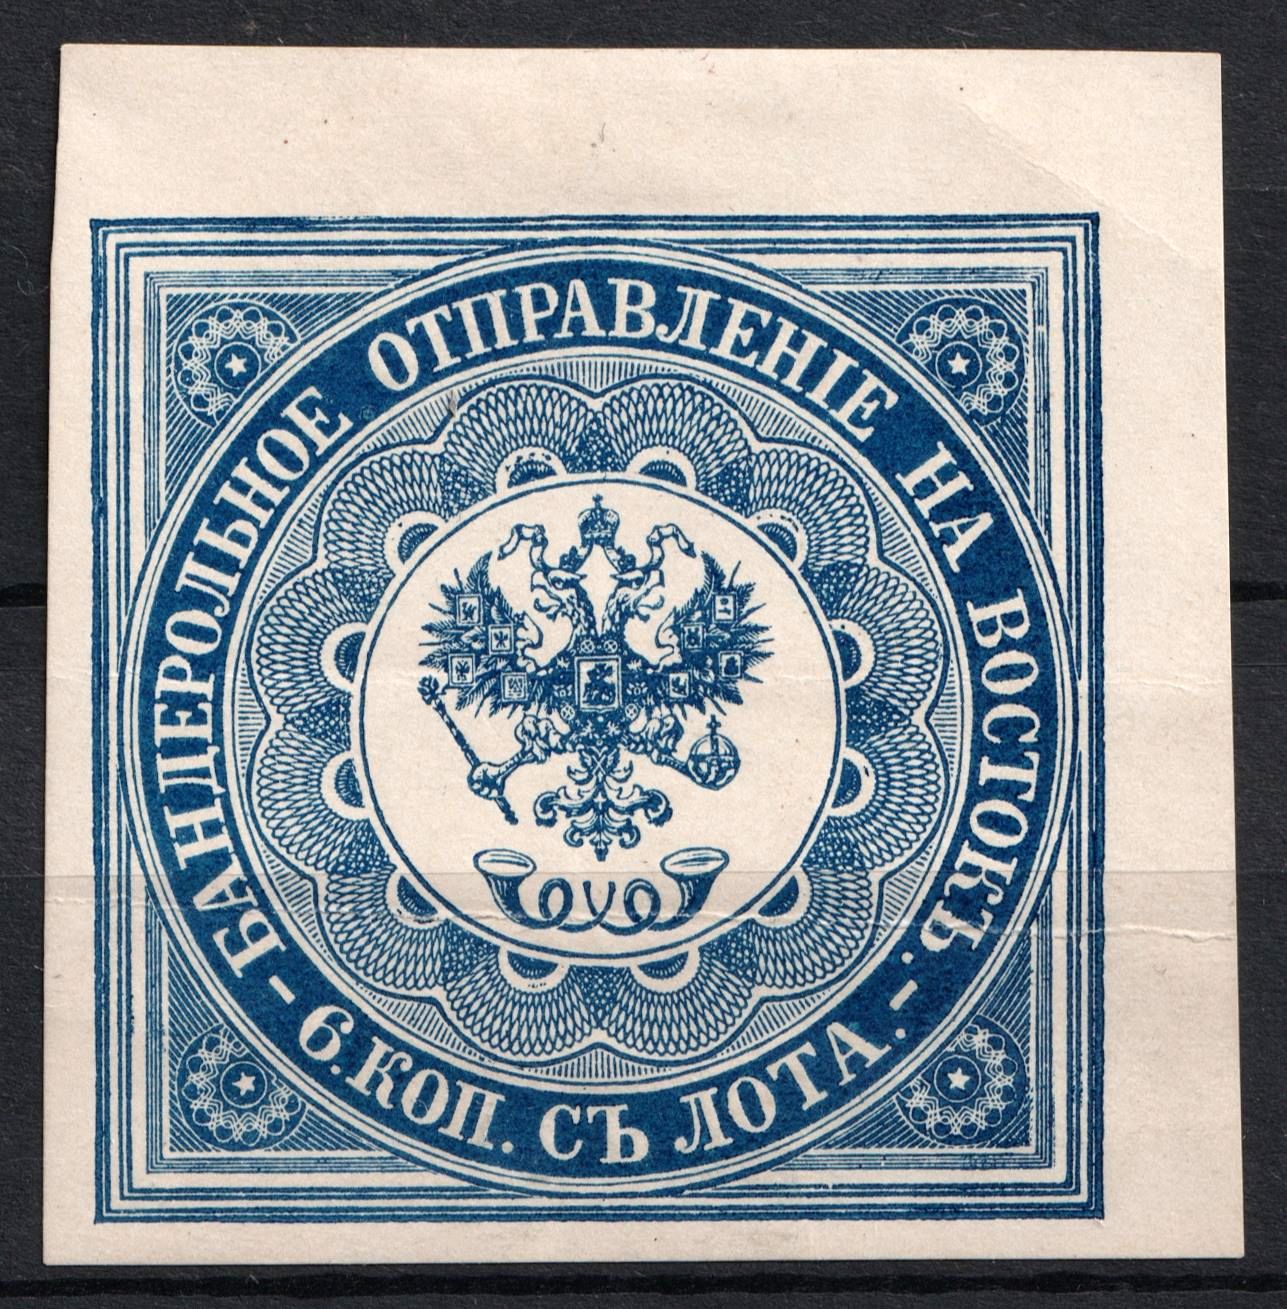 БАНДЕРОЛЬНОЕ ОТПРАВЛЕНІЕ НА ВОСТОКЪ.
6. КОП. СЪ ЛОТА.